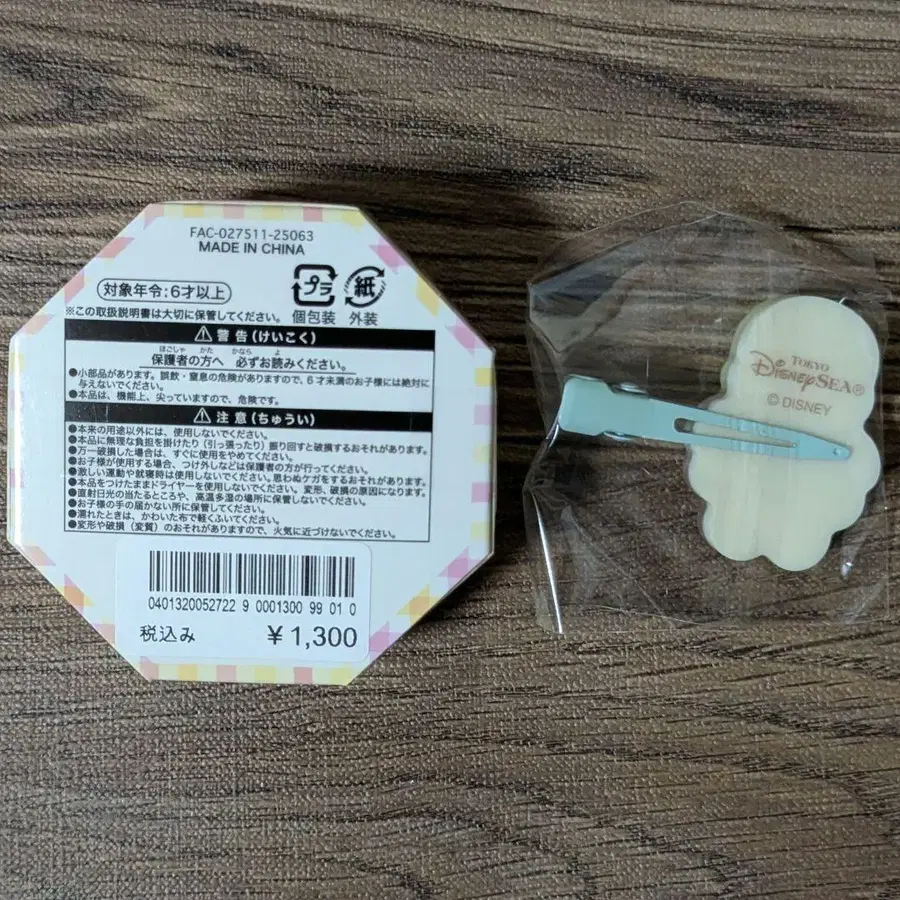 FAC-027511-25063
MADE IN CHINA
対象年令:6才以上
プラ 紙
個包装 外装
※この取扱説明書は大切に保管してください。
⚠ 警告(けいこく)
ほごしゃ かた かなら よ
保護者の方へ 必ずお読みください。
●小部品があります。誤飲・窒息の危険がありますので、6才未満のお子様には絶対に
与えないでください。
●本品は、機能上、尖っていますので、危険です。
⚠ 注意(ちゅうい)
●本来の用途以外には、使用しないでください。
●本品に無理な負担を掛けたり(引っ張ったり)振り回すと破損するおそれがあります。
●万一破損した場合は、すぐに使用をやめてください。
●お子様が使用する場合、つけ外しなどは保護者の方が行ってください。
●激しい運動や就寝時は使用しないでください。思わぬケガをするおそれがあります。
●本品をつけたままドライヤーを使用しないでください。変形、破損の原因になります。
●直射日光の当たるところや、高温多湿の場所に保管しないでください。
●お子様の手の届かない所に保管してください。
●濡れたときは、かわいた布で軽くふいてください。
●変形や破損(変質)のおそれがありますので、火気に近づけないでください。
0401320052722 9 0001300 99 01 0
税込み ¥1,300
TOKYO
DISNEYSEA®
© DISNEY